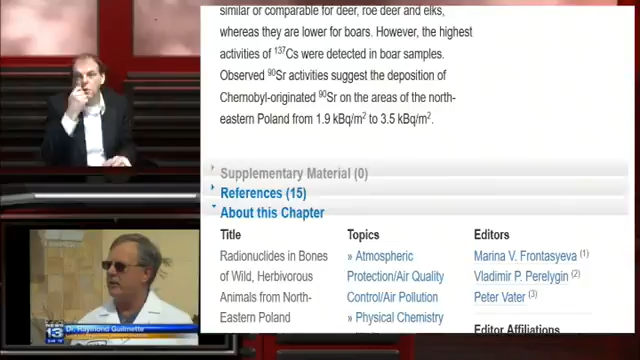 similar or comparable for deer, roe deer and elks,
whereas they are lower for boars. However, the highest
activities of ¹³⁷Cs were detected in boar samples.
Observed ⁹⁰Sr activities suggest the deposition of
Chernobyl-originated ⁹⁰Sr on the areas of the north-
eastern Poland from 1.9 kBq/m² to 3.5 kBq/m².
Supplementary Material (0)
References (15)
About this Chapter
Title
Radionuclides in Bones
of Wild, Herbivorous
Animals from North-
Eastern Poland
Topics
» Atmospheric
Protection/Air Quality
Control/Air Pollution
» Physical Chemistry
Editors
Marina V. Frontasyeva (1)
Vladimir P. Perelygin (2)
Peter Vater (3)
Editor Affiliations
NEWS
13
Dr. Raymond Guilmette